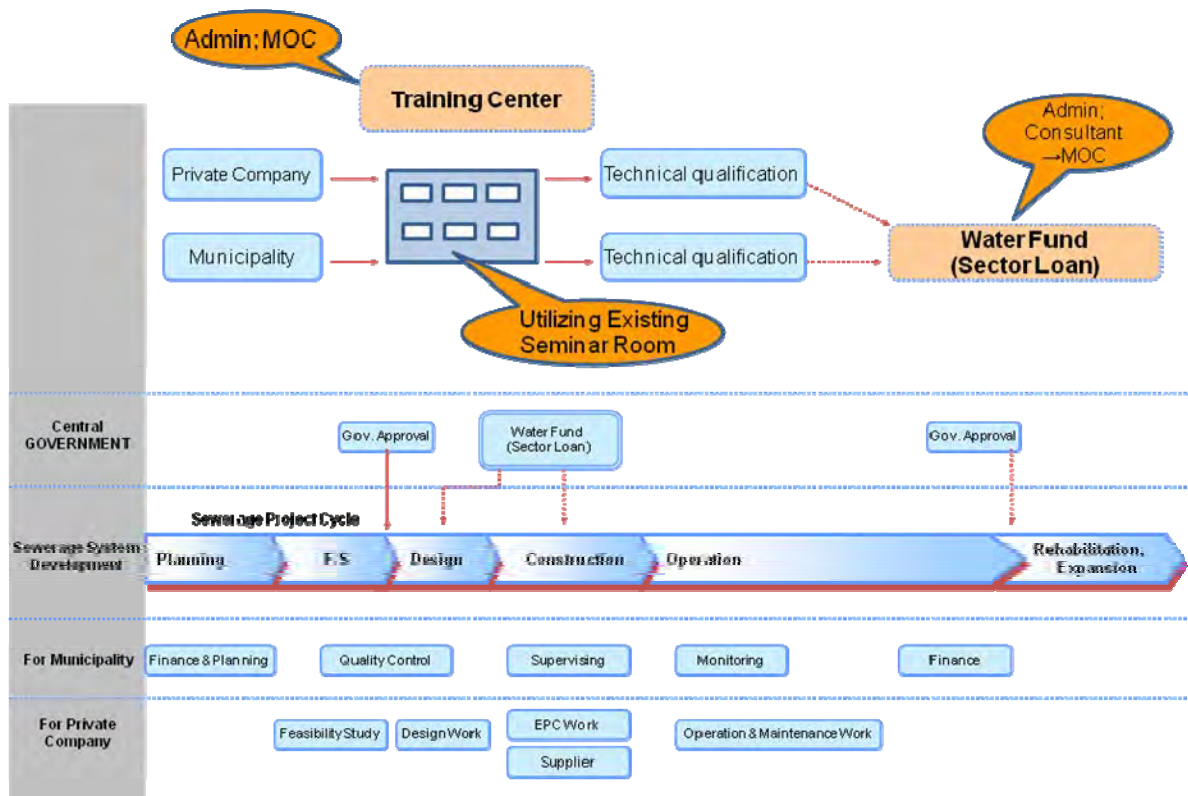 Admin; MOC
Training Center
Admin;
Consultant
→MOC
Private Company
Technical qualification
Municipality
Technical qualification
Water Fund
(Sector Loan)
Utilizing Existing
Seminar Room
Central
GOVERNMENT
Gov. Approval
Water Fund
(Sector Loan)
Gov. Approval
Sewerage Project Cycle
Sewerage System
Development
Planning
F/S
Design
Construction
Operation
Rehabilitation,
Expansion
For Municipality
Finance & Planning
Quality Control
Supervising
Monitoring
Finance
For Private
Company
Feasibility Study
Design Work
EPC Work
Supplier
Operation & Maintenance Work